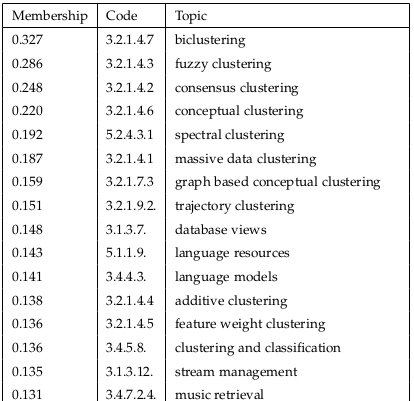 Membership Code Topic
0.327 3.2.1.4.7 biclustering
0.286 3.2.1.4.3 fuzzy clustering
0.248 3.2.1.4.2 consensus clustering
0.220 3.2.1.4.6 conceptual clustering
0.192 5.2.4.3.1 spectral clustering
0.187 3.2.1.4.1 massive data clustering
0.159 3.2.1.7.3 graph based conceptual clustering
0.151 3.2.1.9.2. trajectory clustering
0.148 3.1.3.7. database views
0.143 5.1.1.9. language resources
0.141 3.4.4.3. language models
0.138 3.2.1.4.4 additive clustering
0.136 3.2.1.4.5 feature weight clustering
0.136 3.4.5.8. clustering and classification
0.135 3.1.3.12. stream management
0.131 3.4.7.2.4. music retrieval